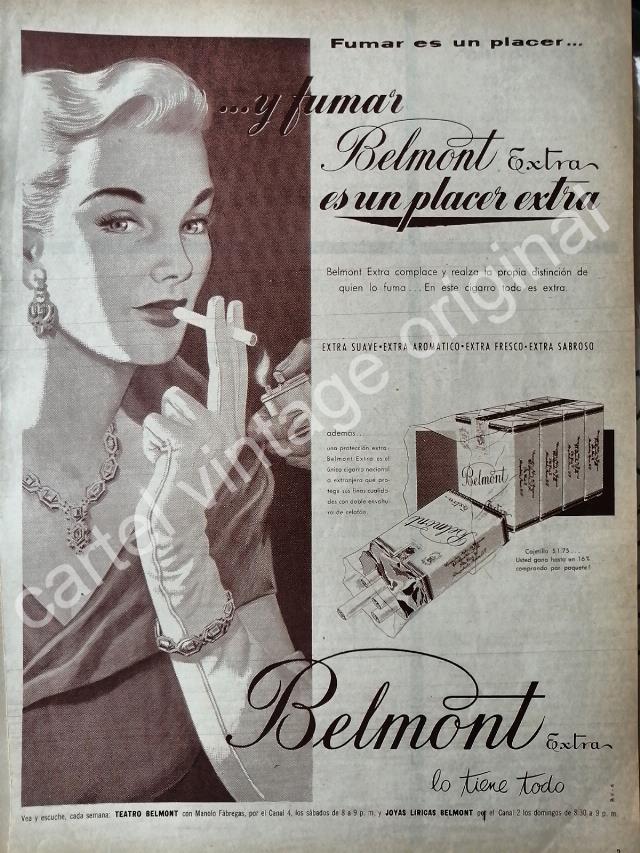 Fumar es un placer...
...y fumar
Belmont Extra
es un placer extra
Belmont Extra complace y realza la propia distinción de
quien lo fuma... En este cigarro todo es extra.
EXTRA SUAVE•EXTRA AROMATICO•EXTRA FRESCO•EXTRA SABROSO
además...
una protección extra:
Belmont Extra es el
único cigarro nacional
o extranjero que pro-
tege sus finas cualida-
des con doble envoltu-
ra de celofán.
Belmont
Belmont
Cajetilla $1.75...
Usted gana hasta un 16%
comprando por paquete!
Belmont Extra
lo tiene todo
Vea y escuche, cada semana: TEATRO BELMONT con Manolo Fábregas, por el Canal 4, los sábados de 8 a 9 p. m. y JOYAS LIRICAS BELMONT por el Canal 2 los domingos de 8:30 a 9 p. m.
cartel vintage original